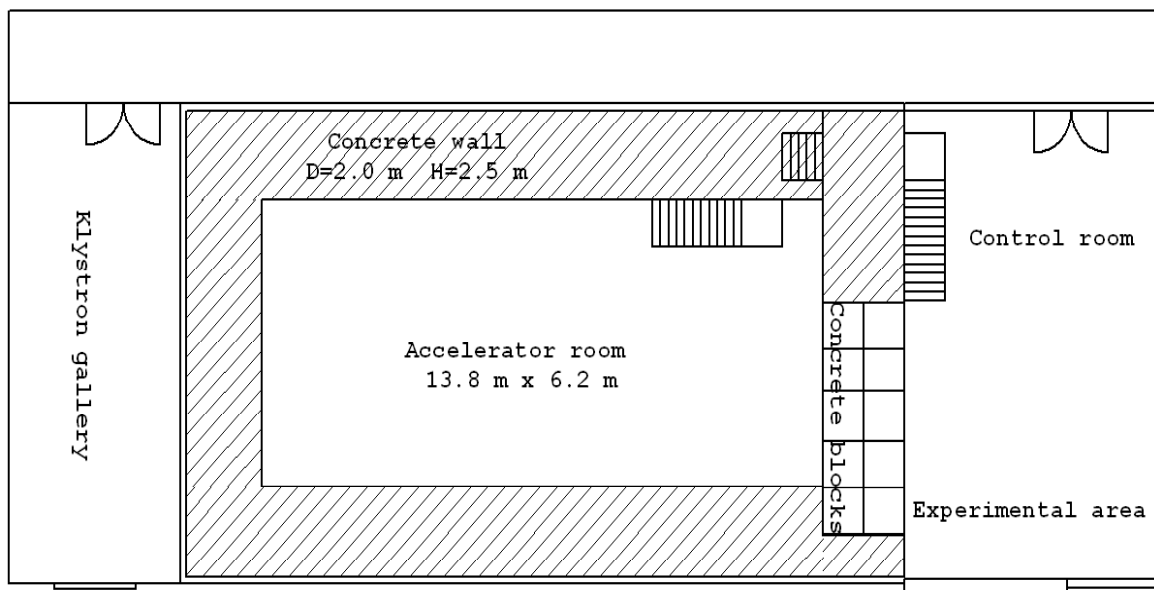 Concrete wall
D=2.0 m H=2.5 m
Klystron gallery
Control room
Accelerator room
13.8 m x 6.2 m
Concrete blocks
Experimental area